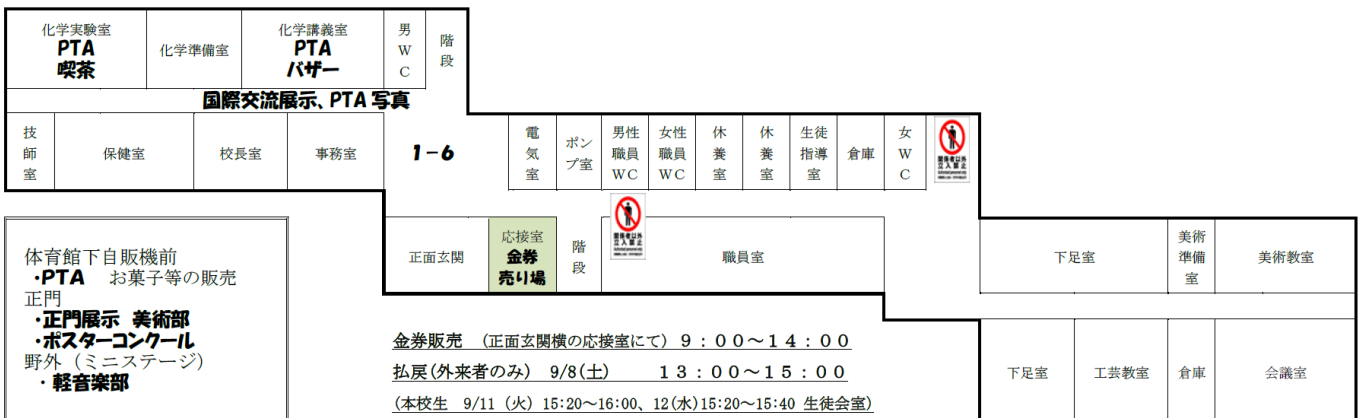 化学実験室
PTA
喫茶
化学準備室
化学講義室
PTA
バザー
男WC
階段
国際交流展示、PTA 写真
技師室
保健室
校長室
事務室
1-6
電気室
ポンプ室
男性職員WC
女性職員WC
休養室
休養室
生徒指導室
倉庫
女WC
関係者以外
立入禁止
正面玄関
応接室
金券
売り場
階段
関係者以外
立入禁止
職員室
下足室
美術準備室
美術教室
体育館下自販機前
・PTA お菓子等の販売
正門
・正門展示 美術部
・ポスターコンクール
野外（ミニステージ）
・軽音楽部
金券販売 （正面玄関横の応接室にて）９：００～１４：００
払戻(外来者のみ) 9/8(土) １３：００～１５：００
(本校生 9/11（火）15:20～16:00、12(水)15:20～15:40 生徒会室)
下足室
工芸教室
倉庫
会議室